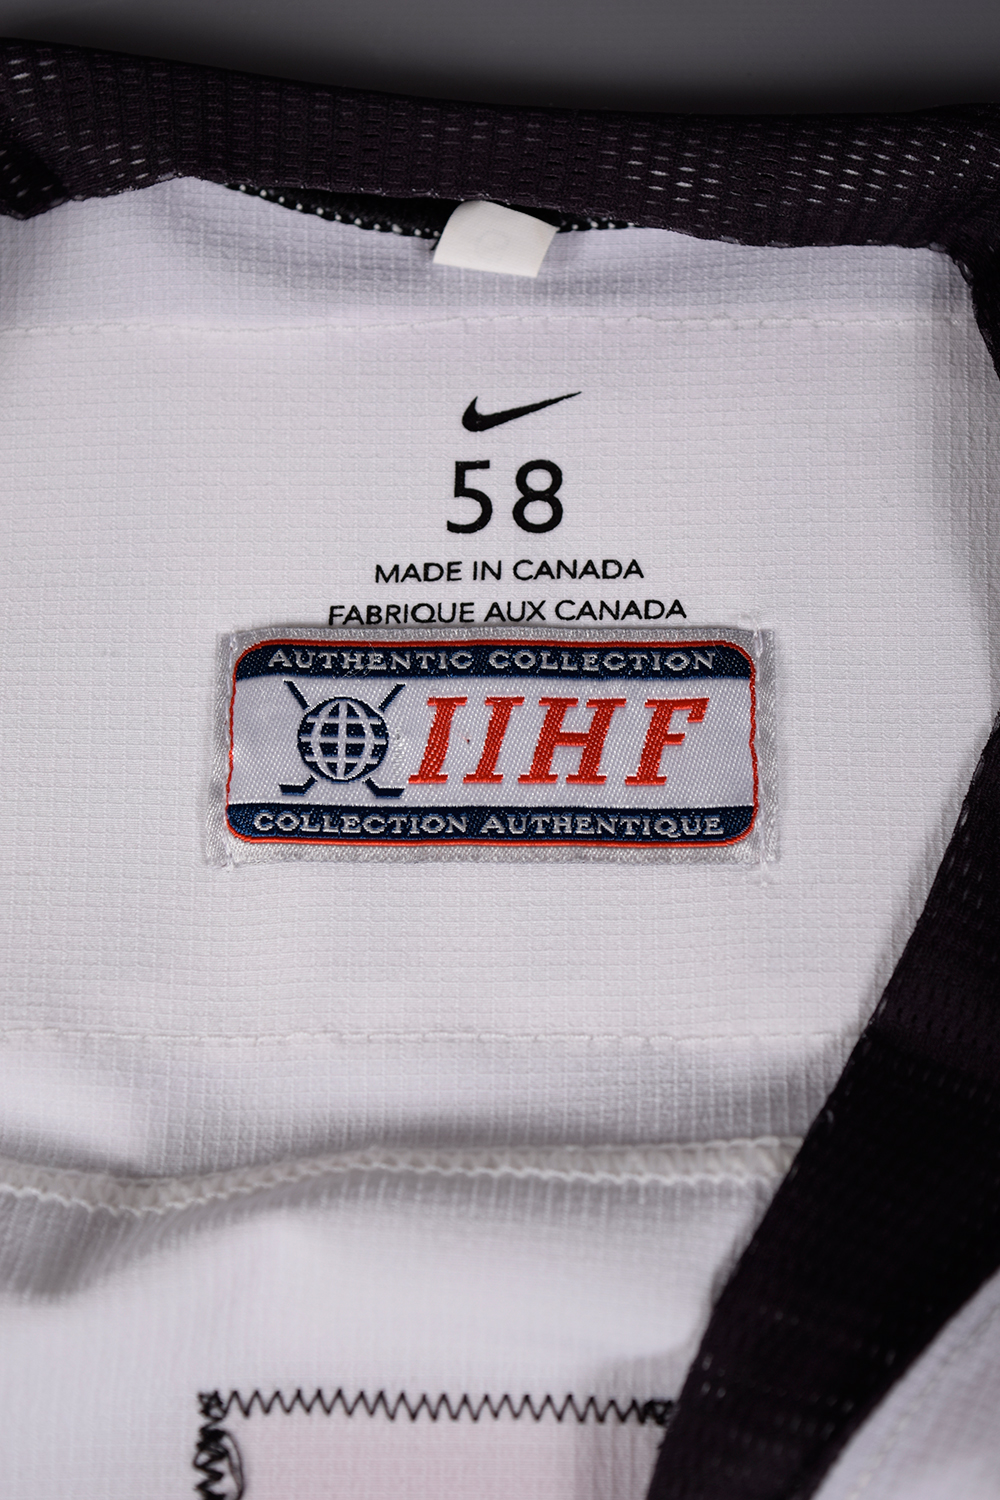 58
MADE IN CANADA
FABRIQUE AUX CANADA
AUTHENTIC COLLECTION
IIHF
COLLECTION AUTHENTIQUE